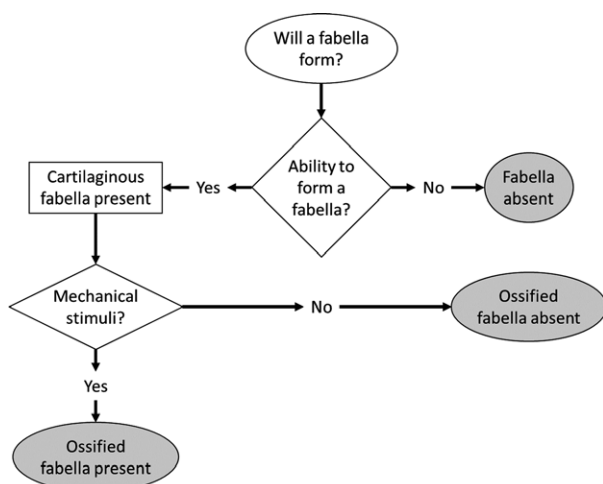 Will a fabella
form?
Ability to
form a
fabella?
Yes
No
Cartilaginous
fabella present
Fabella
absent
Mechanical
stimuli?
No
Ossified
fabella absent
Yes
Ossified
fabella present